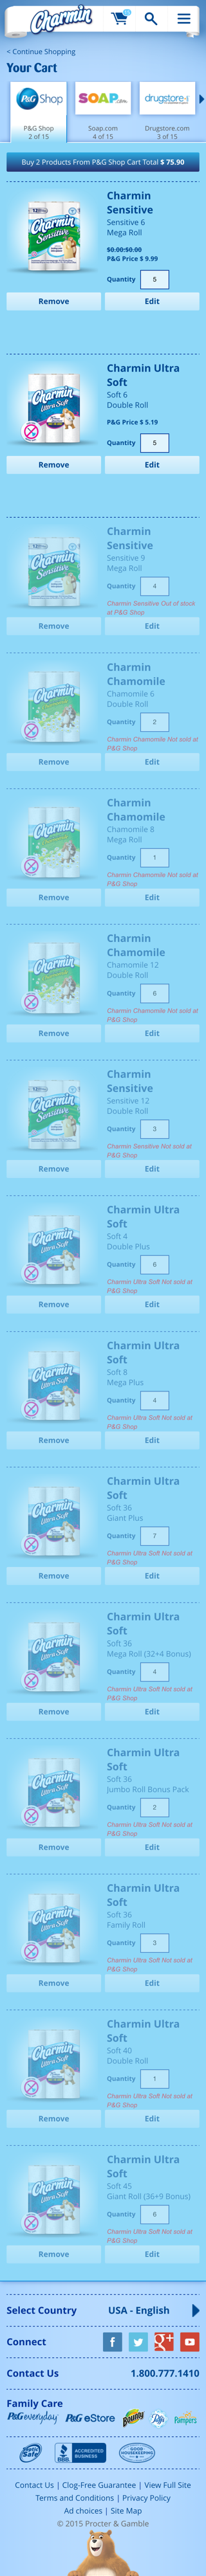 Charmin
< Continue Shopping
Your Cart
P&G Shop
SOAP.com
drugstore
P&G Shop
2 of 15
Soap.com
4 of 15
Drugstore.com
3 of 15
Buy 2 Products From P&G Shop Cart Total $ 75.90
Charmin
Sensitive
Sensitive 6
Mega Roll
$0.00:$0.00
P&G Price $ 9.99
Quantity 5
Remove Edit
Charmin Ultra
Soft
Soft 6
Double Roll
P&G Price $ 5.19
Quantity 5
Remove Edit
Charmin
Sensitive
Sensitive 9
Mega Roll
Quantity 4
Charmin Sensitive Out of stock
at P&G Shop
Remove Edit
Charmin
Chamomile
Chamomile 6
Double Roll
Quantity 2
Charmin Chamomile Not sold at
P&G Shop
Remove Edit
Charmin
Chamomile
Chamomile 8
Mega Roll
Quantity 1
Charmin Chamomile Not sold at
P&G Shop
Remove Edit
Charmin
Chamomile
Chamomile 12
Double Roll
Quantity 6
Charmin Chamomile Not sold at
P&G Shop
Remove Edit
Charmin
Sensitive
Sensitive 12
Double Roll
Quantity 3
Charmin Sensitive Not sold at
P&G Shop
Remove Edit
Charmin Ultra
Soft
Soft 4
Double Plus
Quantity 6
Charmin Ultra Soft Not sold at
P&G Shop
Remove Edit
Charmin Ultra
Soft
Soft 8
Mega Plus
Quantity 4
Charmin Ultra Soft Not sold at
P&G Shop
Remove Edit
Charmin Ultra
Soft
Soft 36
Giant Plus
Quantity 7
Charmin Ultra Soft Not sold at
P&G Shop
Remove Edit
Charmin Ultra
Soft
Soft 36
Mega Roll (32+4 Bonus)
Quantity 4
Charmin Ultra Soft Not sold at
P&G Shop
Remove Edit
Charmin Ultra
Soft
Soft 36
Jumbo Roll Bonus Pack
Quantity 2
Charmin Ultra Soft Not sold at
P&G Shop
Remove Edit
Charmin Ultra
Soft
Soft 36
Family Roll
Quantity 3
Charmin Ultra Soft Not sold at
P&G Shop
Remove Edit
Charmin Ultra
Soft
Soft 40
Double Roll
Quantity 1
Charmin Ultra Soft Not sold at
P&G Shop
Remove Edit
Charmin Ultra
Soft
Soft 45
Giant Roll (36+9 Bonus)
Quantity 6
Charmin Ultra Soft Not sold at
P&G Shop
Remove Edit
Select Country USA - English
Connect
Contact Us 1.800.777.1410
Family Care
P&G everyday P&G eStore Bounty Puffs Pampers
Septic Safe BBB ACCREDITED BUSINESS GOOD HOUSEKEEPING
Contact Us | Clog-Free Guarantee | View Full Site
Terms and Conditions | Privacy Policy
Ad choices | Site Map
© 2015 Procter & Gamble